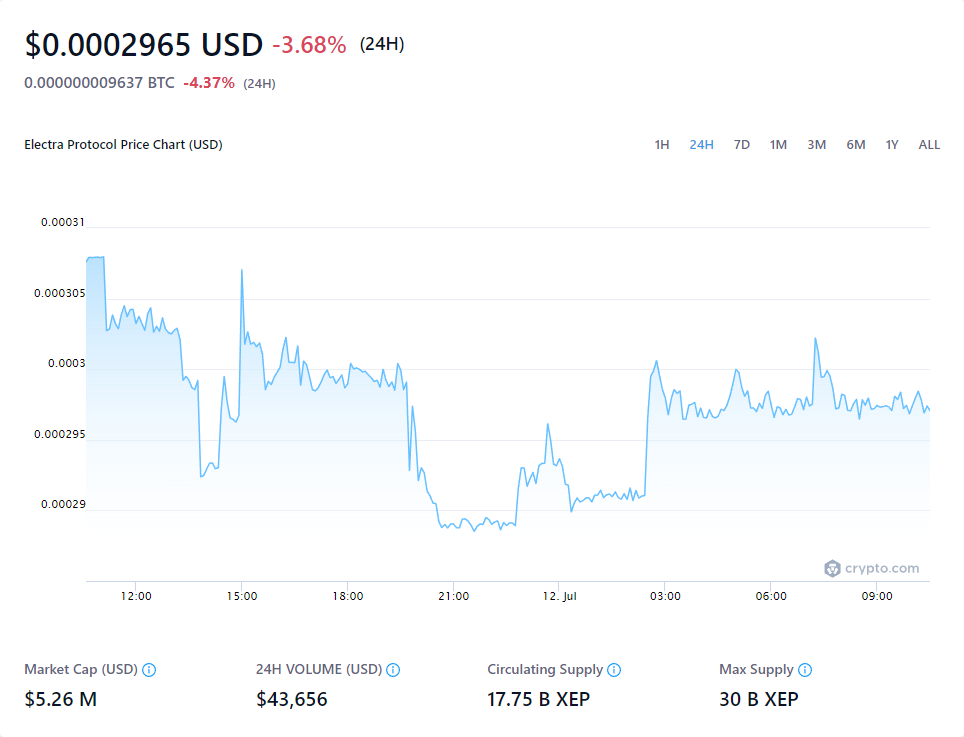 $0.0002965 USD -3.68% (24H)
0.000000009637 BTC -4.37% (24H)
Electra Protocol Price Chart (USD) 1H 24H 7D 1M 3M 6M 1Y ALL
0.00031
0.000305
0.0003
0.000295
0.00029
crypto.com
12:00 15:00 18:00 21:00 12. Jul 03:00 06:00 09:00
Market Cap (USD) 24H VOLUME (USD) Circulating Supply Max Supply
$5.26 M $43,656 17.75 B XEP 30 B XEP